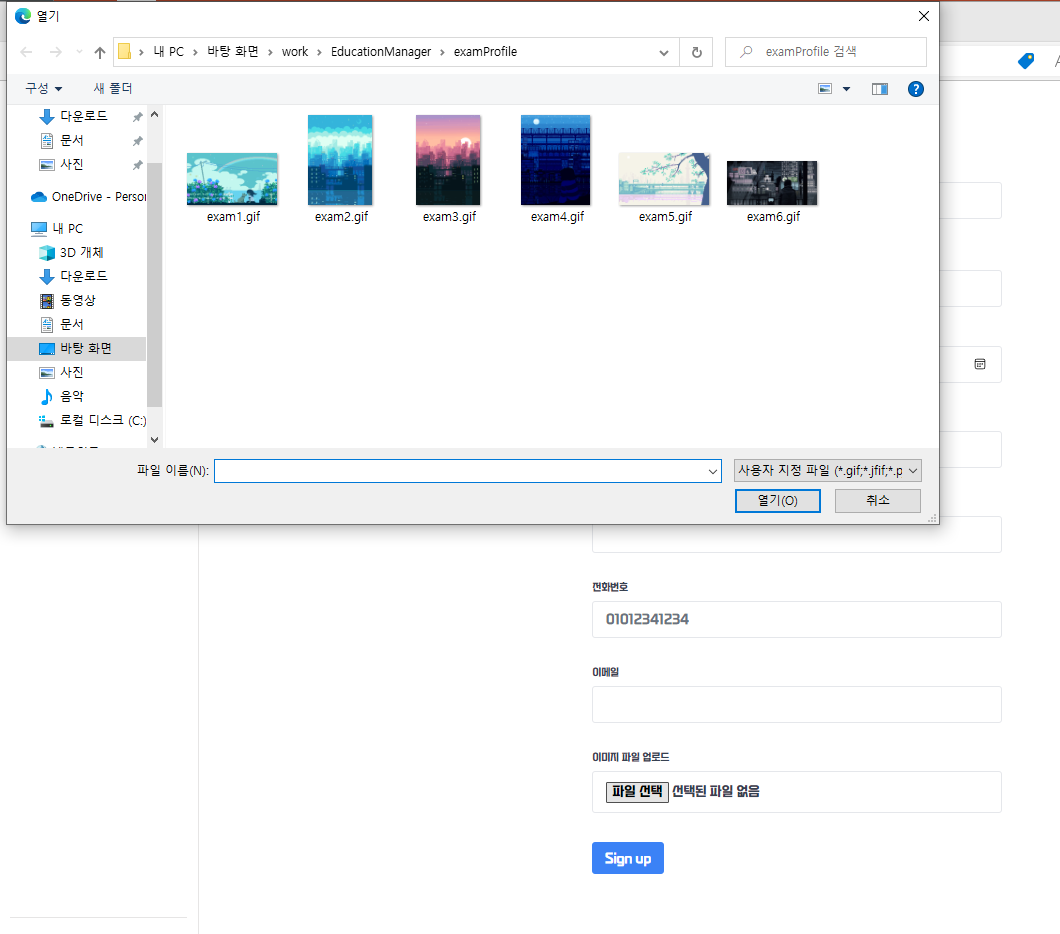 열기
내 PC › 바탕 화면 › work › EducationManager › examProfile
examProfile 검색
구성
새 폴더
다운로드
문서
사진
OneDrive - Person
내 PC
3D 개체
다운로드
동영상
문서
바탕 화면
사진
음악
로컬 디스크 (C:)
exam1.gif
exam2.gif
exam3.gif
exam4.gif
exam5.gif
exam6.gif
파일 이름(N):
사용자 지정 파일 (*.gif;*.jfif;*.p
열기(O)
취소
전화번호
01012341234
이메일
이미지 파일 업로드
파일 선택 선택된 파일 없음
Sign up